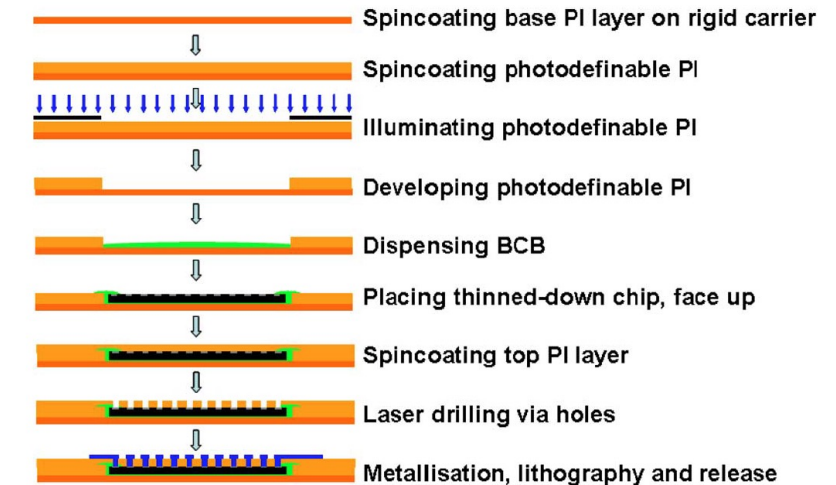 Spincoating base PI layer on rigid carrier
Spincoating photodefinable PI
Illuminating photodefinable PI
Developing photodefinable PI
Dispensing BCB
Placing thinned-down chip, face up
Spincoating top PI layer
Laser drilling via holes
Metallisation, lithography and release